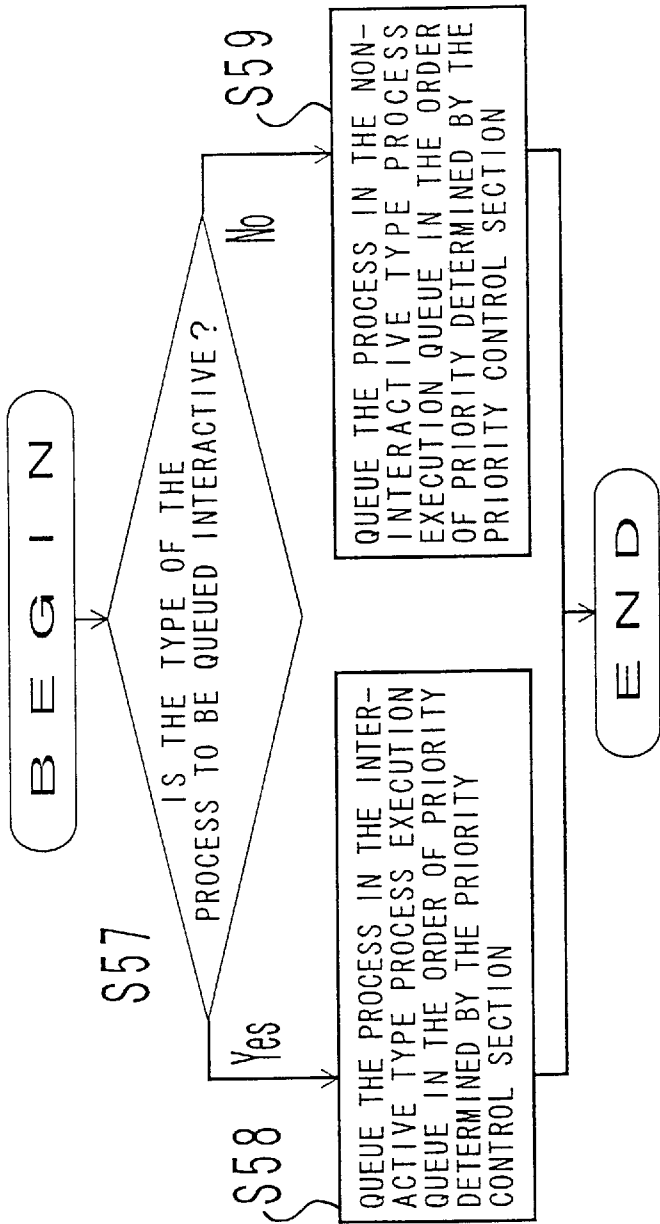 B E G I N
S57
IS THE TYPE OF THE
PROCESS TO BE QUEUED INTERACTIVE?
Yes
No
S58
QUEUE THE PROCESS IN THE INTER-
ACTIVE TYPE PROCESS EXECUTION
QUEUE IN THE ORDER OF PRIORITY
DETERMINED BY THE PRIORITY
CONTROL SECTION
S59
QUEUE THE PROCESS IN THE NON-
INTERACTIVE TYPE PROCESS
EXECUTION QUEUE IN THE ORDER
OF PRIORITY DETERMINED BY THE
PRIORITY CONTROL SECTION
E N D